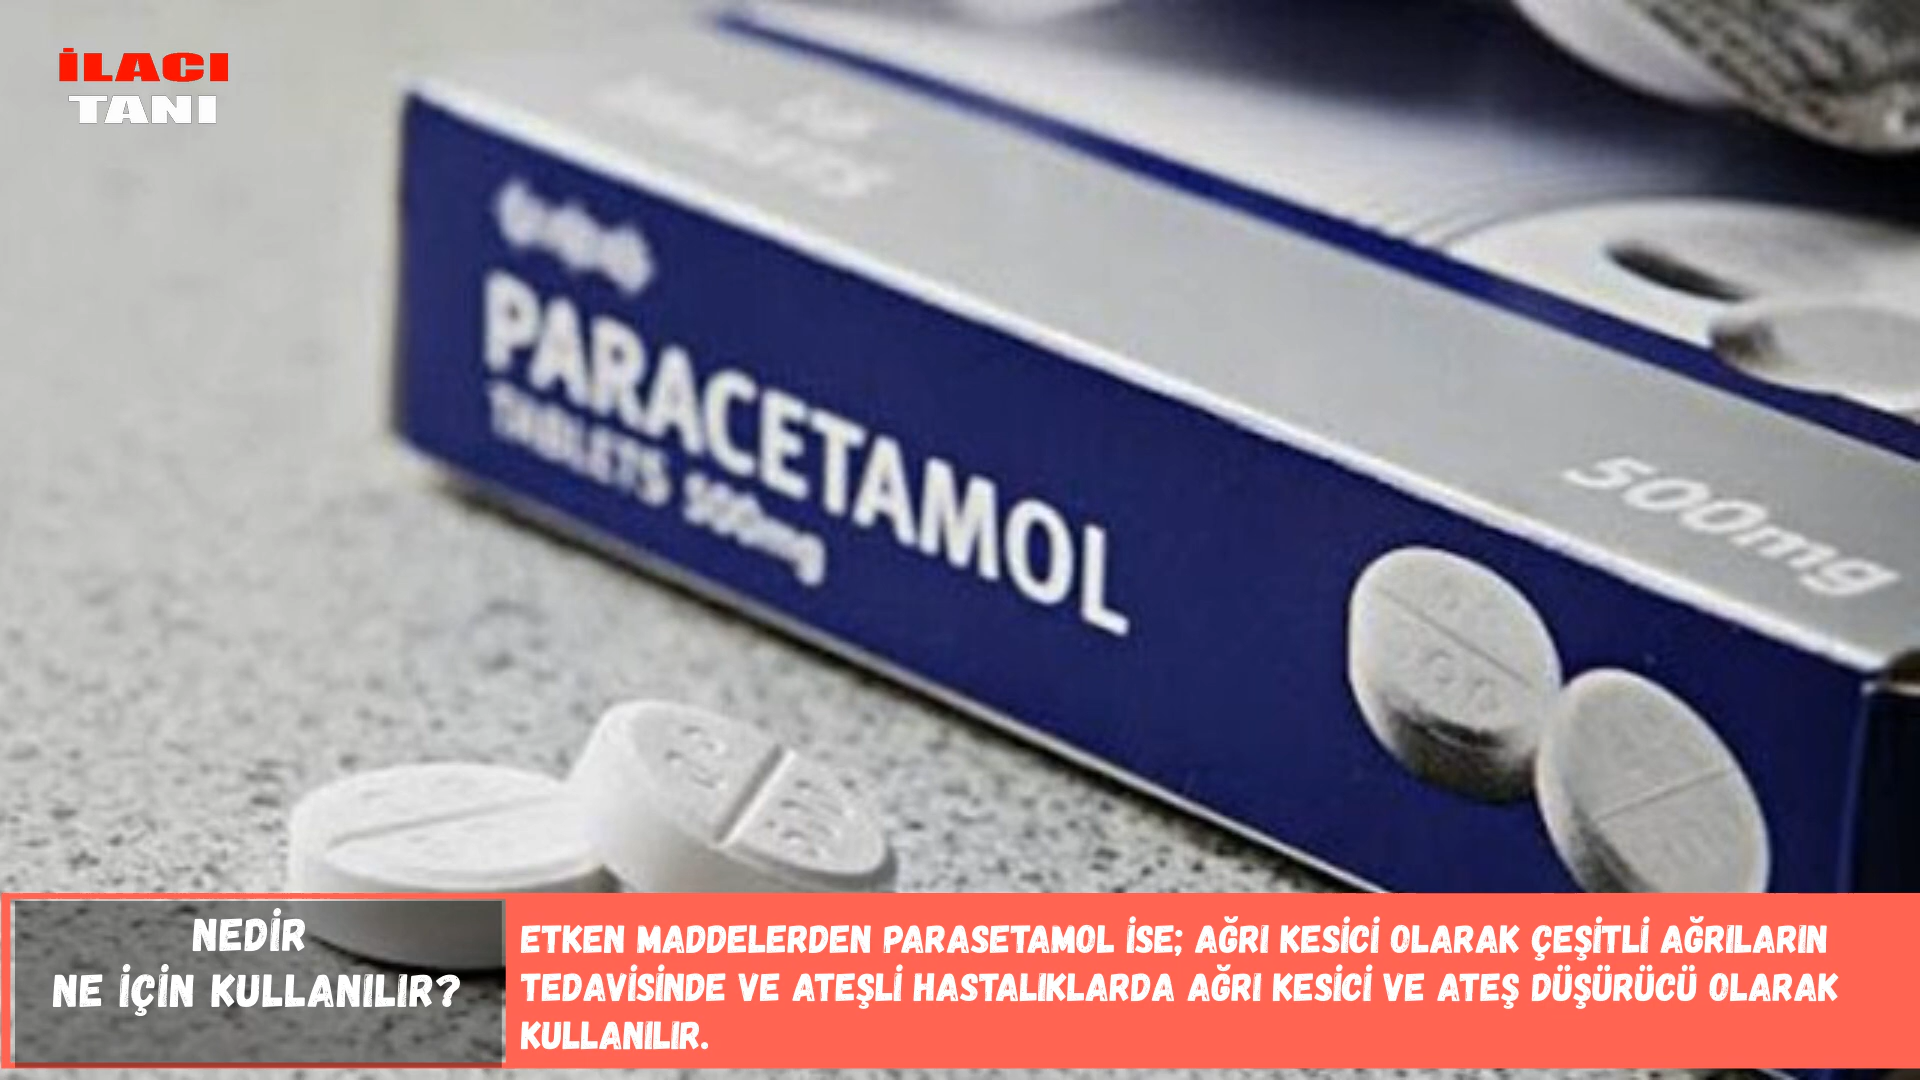 İLACI
TANI
PARACETAMOL
TABLETS 500mg
500mg
NEDİR
NE İÇİN KULLANILIR?
ETKEN MADDELERDEN PARASETAMOL İSE; AĞRI KESİCİ OLARAK ÇEŞİTLİ AĞRILARIN
TEDAVİSİNDE VE ATEŞLİ HASTALIKLARDA AĞRI KESİCİ VE ATEŞ DÜŞÜRÜCÜ OLARAK
KULLANILIR.